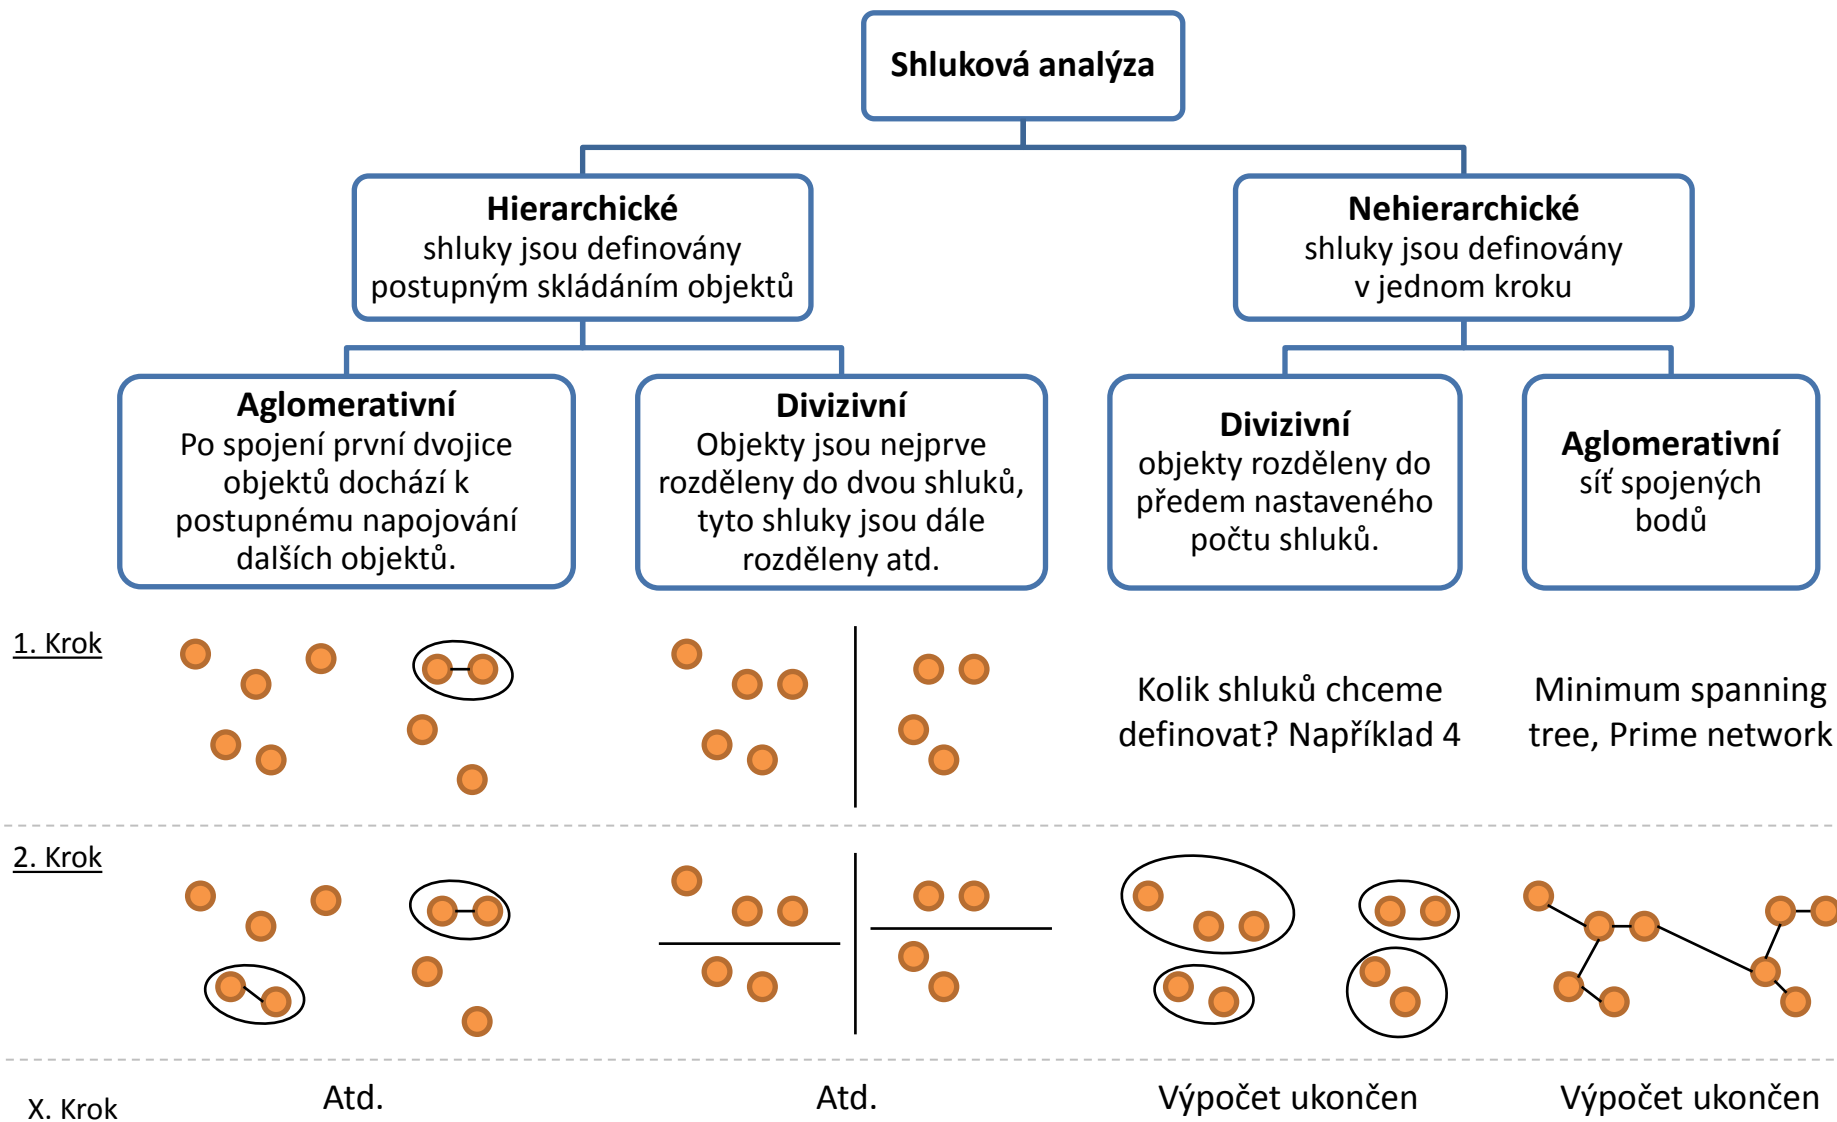 Shluková analýza
Hierarchické
shluky jsou definovány
postupným skládáním objektů
Nehierarchické
shluky jsou definovány
v jednom kroku
Aglomerativní
Po spojení první dvojice
objektů dochází k
postupnému napojování
dalších objektů.
Divizivní
Objekty jsou nejprve
rozděleny do dvou shluků,
tyto shluky jsou dále
rozděleny atd.
Divizivní
objekty rozděleny do
předem nastaveného
počtu shluků.
Aglomerativní
síť spojených
bodů
1. Krok
Kolik shluků chceme
definovat? Například 4
Minimum spanning
tree, Prime network
2. Krok
X. Krok
Atd.
Atd.
Výpočet ukončen
Výpočet ukončen